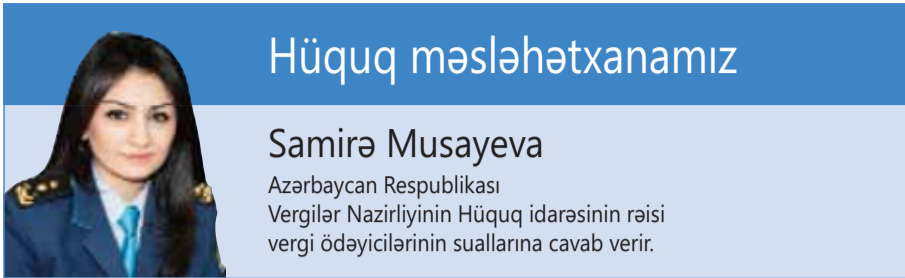 Hüquq məsləhətxanamız
Samirə Musayeva
Azərbaycan Respublikası
Vergilər Nazirliyinin Hüquq idarəsinin rəisi
vergi ödəyicilərinin suallarına cavab verir.